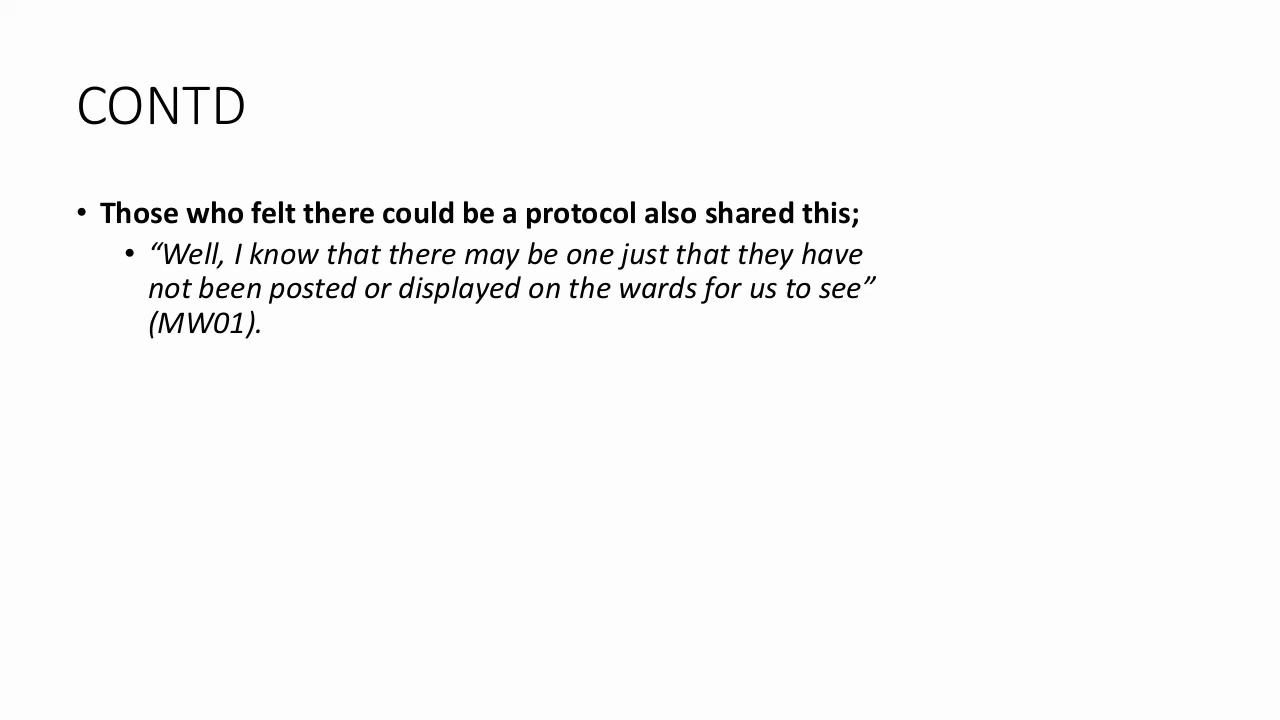 CONTD
• Those who felt there could be a protocol also shared this;
• “Well, I know that there may be one just that they have
not been posted or displayed on the wards for us to see”
(MW01).